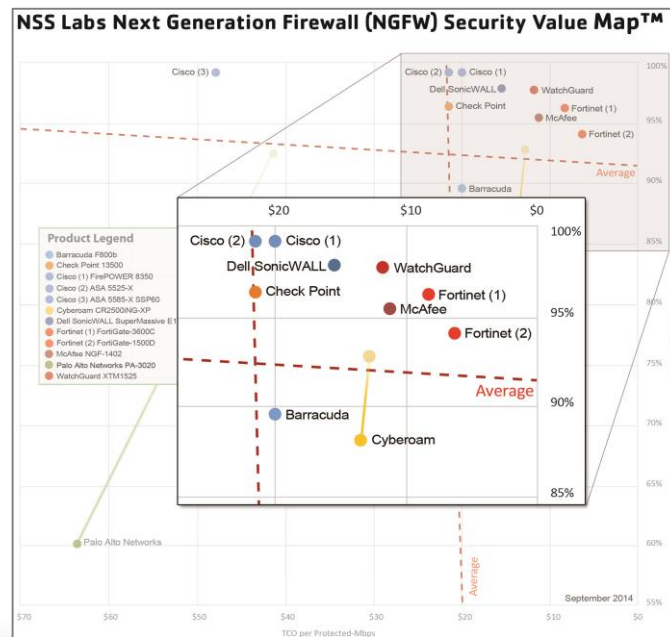 NSS Labs Next Generation Firewall (NGFW) Security Value Map™
Cisco (3)
Cisco (2)
Cisco (1)
Dell SonicWALL
WatchGuard
Check Point
Fortinet (1)
McAfee
Fortinet (2)
Average
Barracuda
100%
95%
90%
85%
80%
75%
70%
65%
60%
55%
$20
$10
$0
Cisco (2)
Cisco (1)
Dell SonicWALL
WatchGuard
Check Point
Fortinet (1)
McAfee
Fortinet (2)
Average
Barracuda
Cyberoam
100%
95%
90%
85%
Product Legend
Barracuda F800b
Check Point 13500
Cisco (1) FirePOWER 8350
Cisco (2) ASA 5525-X
Cisco (3) ASA 5585-X SSP60
Cyberoam CR2500iNG-XP
Dell SonicWALL SuperMassive E1
Fortinet (1) FortiGate-3600C
Fortinet (2) FortiGate-1500D
McAfee NGF-1402
Palo Alto Networks PA-3020
WatchGuard XTM1525
Palo Alto Networks
Average
September 2014
$70
$60
$50
$40
$30
$20
$10
$0
TCO per Protected-Mbps